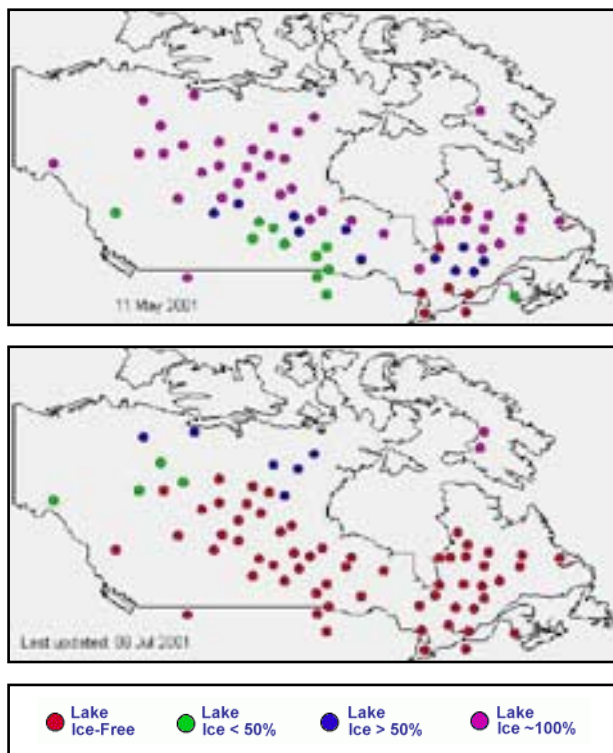 11 May 2001
Last updated: 08 Jul 2001
Lake Ice-Free
Lake Ice < 50%
Lake Ice > 50%
Lake Ice ~100%